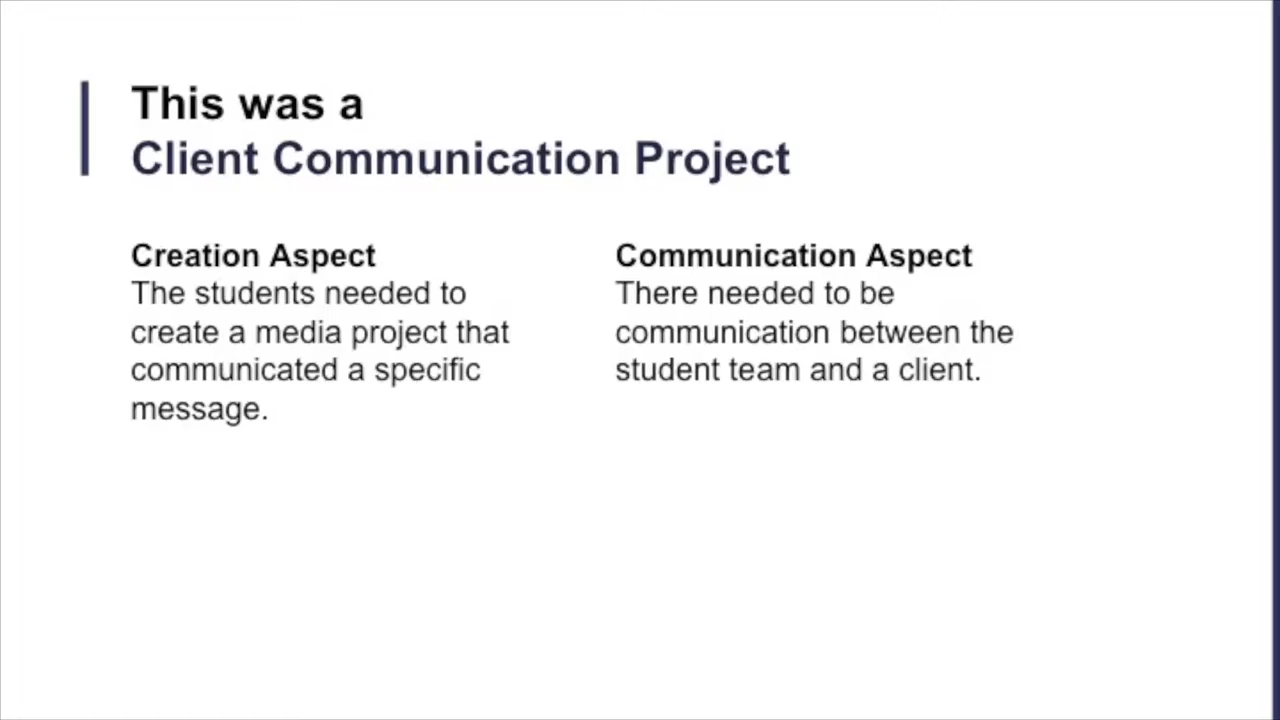 This was a
Client Communication Project
Creation Aspect
The students needed to
create a media project that
communicated a specific
message.
Communication Aspect
There needed to be
communication between the
student team and a client.